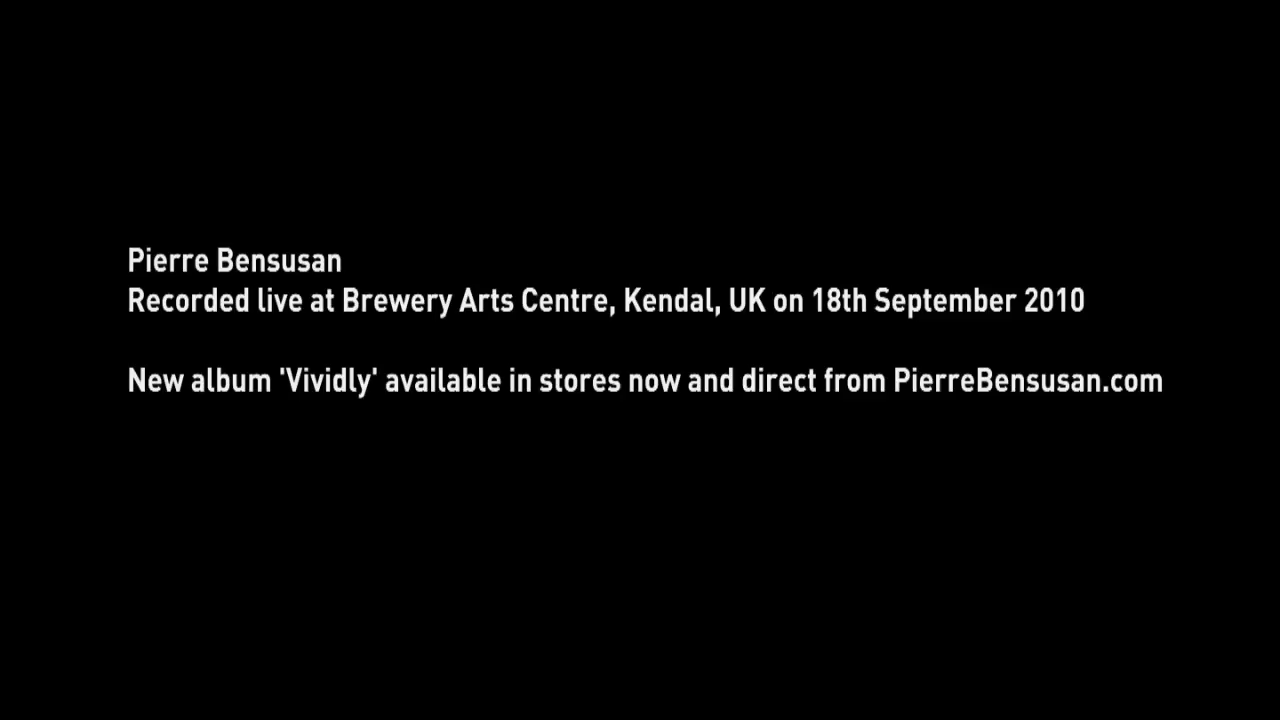 Pierre Bensusan
Recorded live at Brewery Arts Centre, Kendal, UK on 18th September 2010
New album 'Vividly' available in stores now and direct from PierreBensusan.com